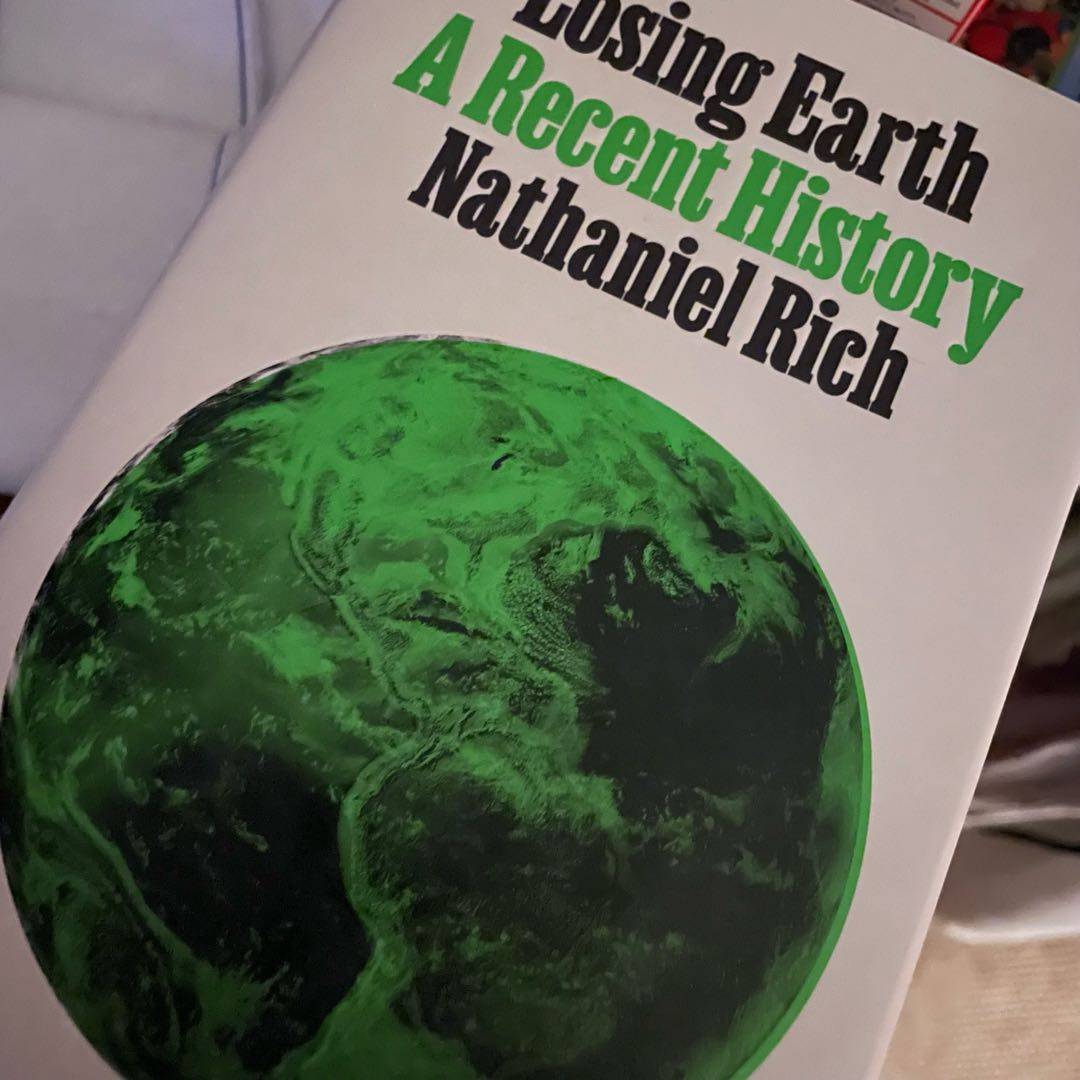 Losing Earth
A Recent History
Nathaniel Rich